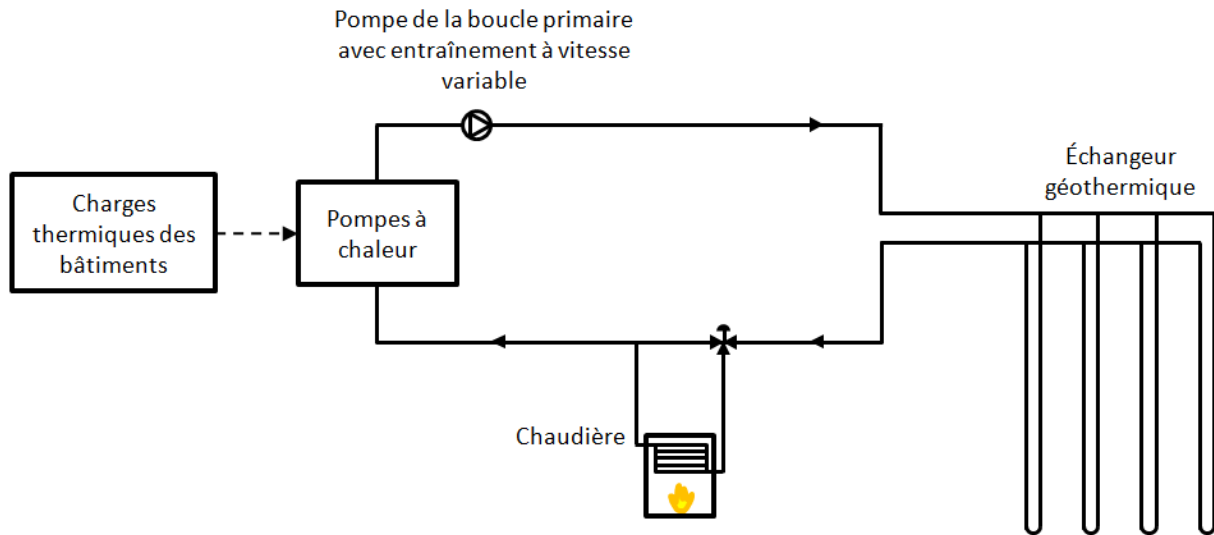 Pompe de la boucle primaire
avec entraînement à vitesse
variable
Charges
thermiques des
bâtiments
Pompes à
chaleur
Échangeur
géothermique
Chaudière